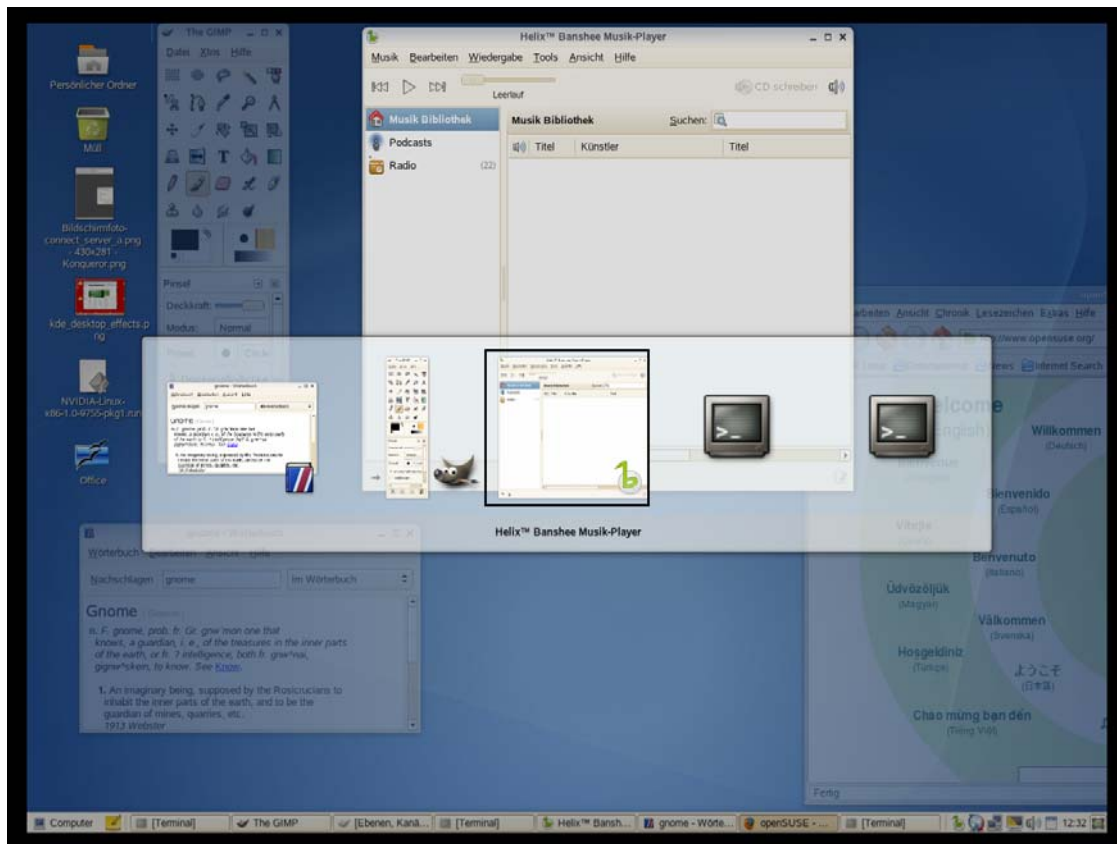 Persönlicher Ordner
Müll
Bildschirmfoto-
connect_server_a.png
- 430x281 -
Konqueror.png
kde_desktop_effects.p
ng
NVIDIA-Linux-
x86-1.0-9755-pkg1.run
Office
The GIMP
Datei Xtns Hilfe
Pinsel
Deckkraft:
Modus: Normal
Helix™ Banshee Musik-Player
Musik Bearbeiten Wiedergabe Tools Ansicht Hilfe
Leerlauf
CD schreiben
Musik Bibliothek
Podcasts
Radio (22)
Musik Bibliothek Suchen:
Titel Künstler Titel
Ansicht Chronik Lesezeichen Extras Hilfe
www.opensuse.org/
Internet Search
Helix™ Banshee Musik-Player
Willkommen
(Deutsch)
Bienvenido
(Español)
Benvenuto
(Italiano)
Üdvözöljük
(Magyar)
Välkommen
(Svenska)
Hosgeldiniz
(Türkçe)
ようこそ
(日本語)
Chào mừng bạn đến
(Tiếng Việt)
Fertig
Wörterbuch
Nachschlagen gnome Im Wörterbuch
Gnome
n. F. gnome, prob. fr. Gr. gnw'mon one that
knows, a guardian, i. e., of the treasures in the inner parts
of the earth, or fr. ? intelligence, both fr.
to know. See Know.
1. An imaginary being, supposed by the Rosicrucians to
inhabit the inner parts of the earth, and to be the
guardian of mines, quarries, etc.
1913 Webster
Computer [Terminal] The GIMP [Ebenen, Kanä... [Terminal] Helix™ Bansh... gnome - Wörte... openSUSE - ... [Terminal] 12:32